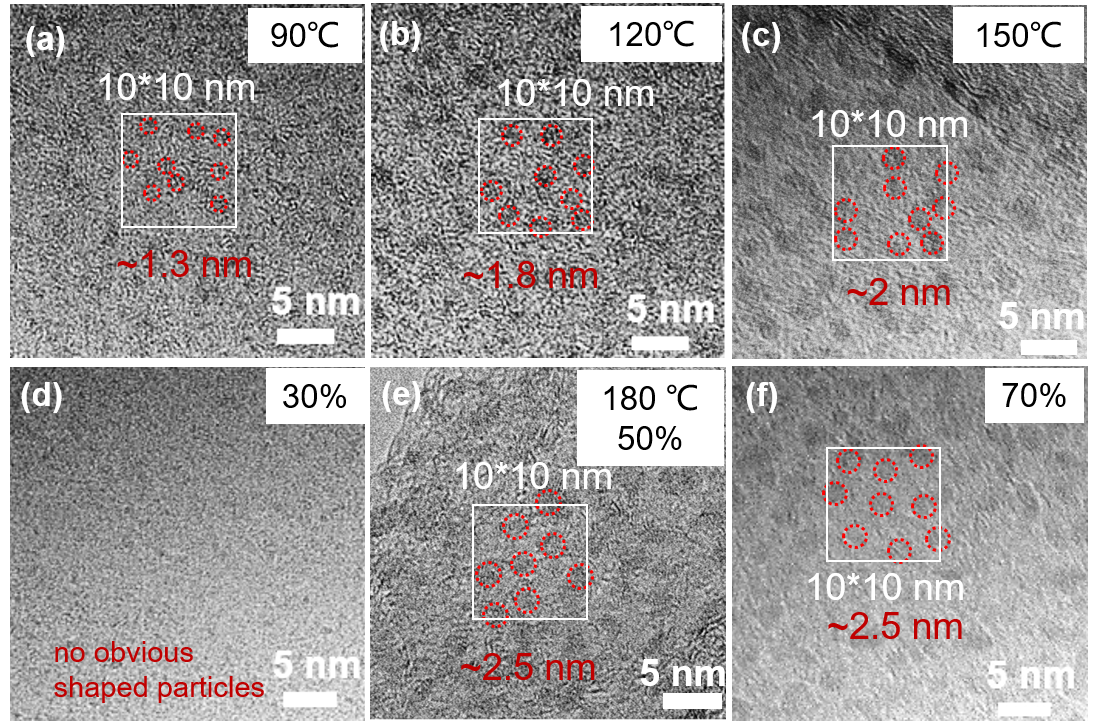 (a)
90℃
10*10 nm
~1.3 nm
5 nm
(b)
120℃
10*10 nm
~1.8 nm
5 nm
(c)
150℃
10*10 nm
~2 nm
5 nm
(d)
30%
no obvious
shaped particles
5 nm
(e)
180 ℃
50%
10*10 nm
~2.5 nm
5 nm
(f)
70%
10*10 nm
~2.5 nm
5 nm